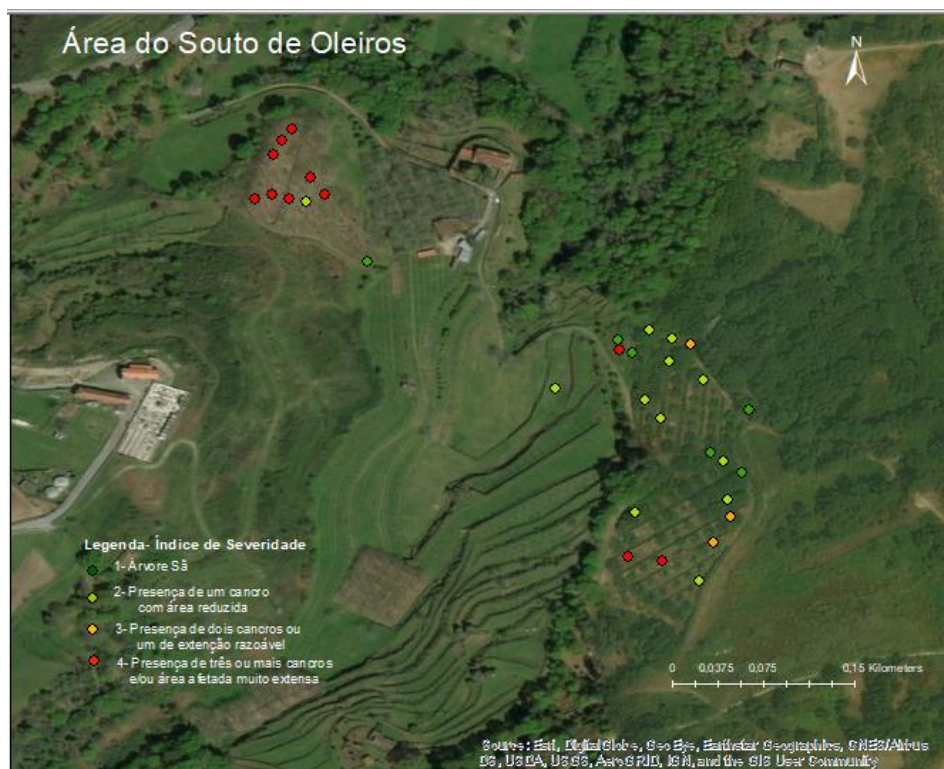 Área do Souto de Oleiros
N
Legenda- Índice de Severidade
1- Árvore Sã
2- Presença de um cancro
com área reduzida
3- Presença de dois cancros ou
um de extenção razoável
4- Presença de três ou mais cancros
e/ou área afetada muito extensa
0 0,0375 0,075 0,15 Kilometers
Source: Esri, DigitalGlobe, GeoEye, Earthstar Geographics, CNES/Airbus
DS, USDA, USGS, AeroGRID, IGN, and the GIS User Community